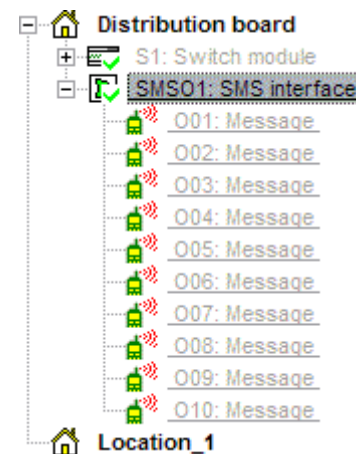 Distribution board
S1: Switch module
SMSO1: SMS interface
O01: Message
O02: Message
O03: Message
O04: Message
O05: Message
O06: Message
O07: Message
O08: Message
O09: Message
O10: Message
Location_1